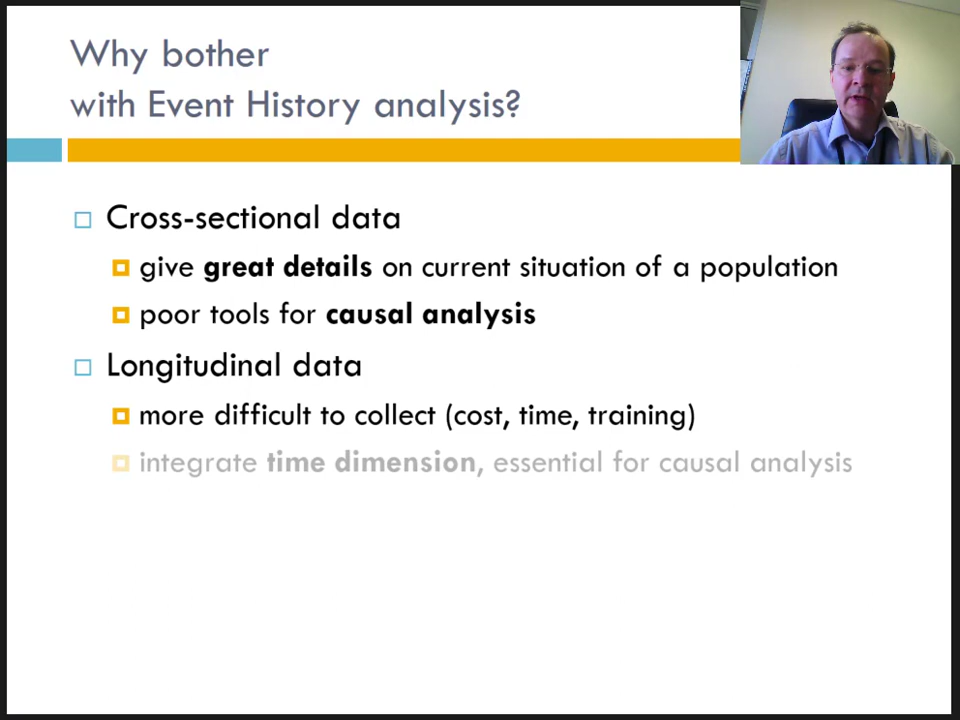 Why bother
with Event History analysis?
Cross-sectional data
give great details on current situation of a population
poor tools for causal analysis
Longitudinal data
more difficult to collect (cost, time, training)
integrate time dimension, essential for causal analysis